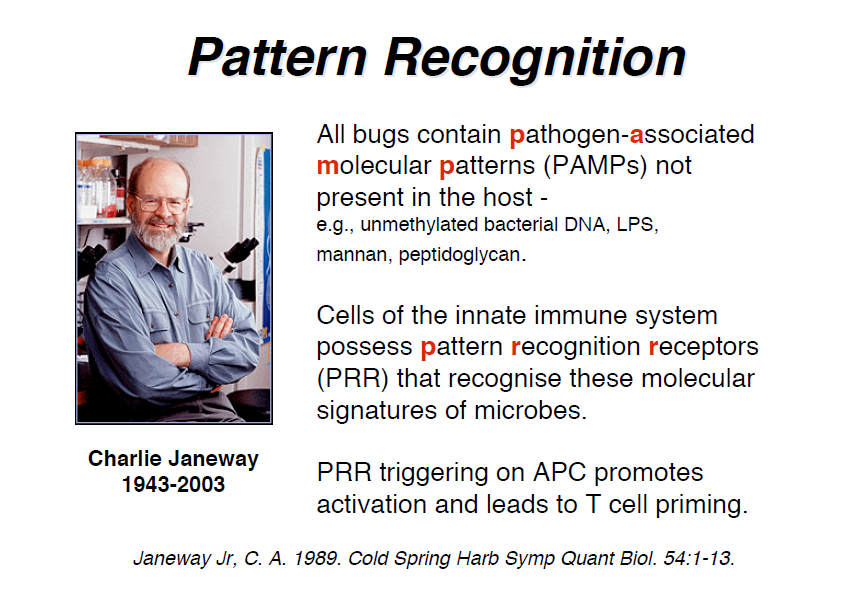 Pattern Recognition
All bugs contain pathogen-associated
molecular patterns (PAMPs) not
present in the host -
e.g., unmethylated bacterial DNA, LPS,
mannan, peptidoglycan.
Cells of the innate immune system
possess pattern recognition receptors
(PRR) that recognise these molecular
signatures of microbes.
Charlie Janeway
1943-2003
PRR triggering on APC promotes
activation and leads to T cell priming.
Janeway Jr, C. A. 1989. Cold Spring Harb Symp Quant Biol. 54:1-13.